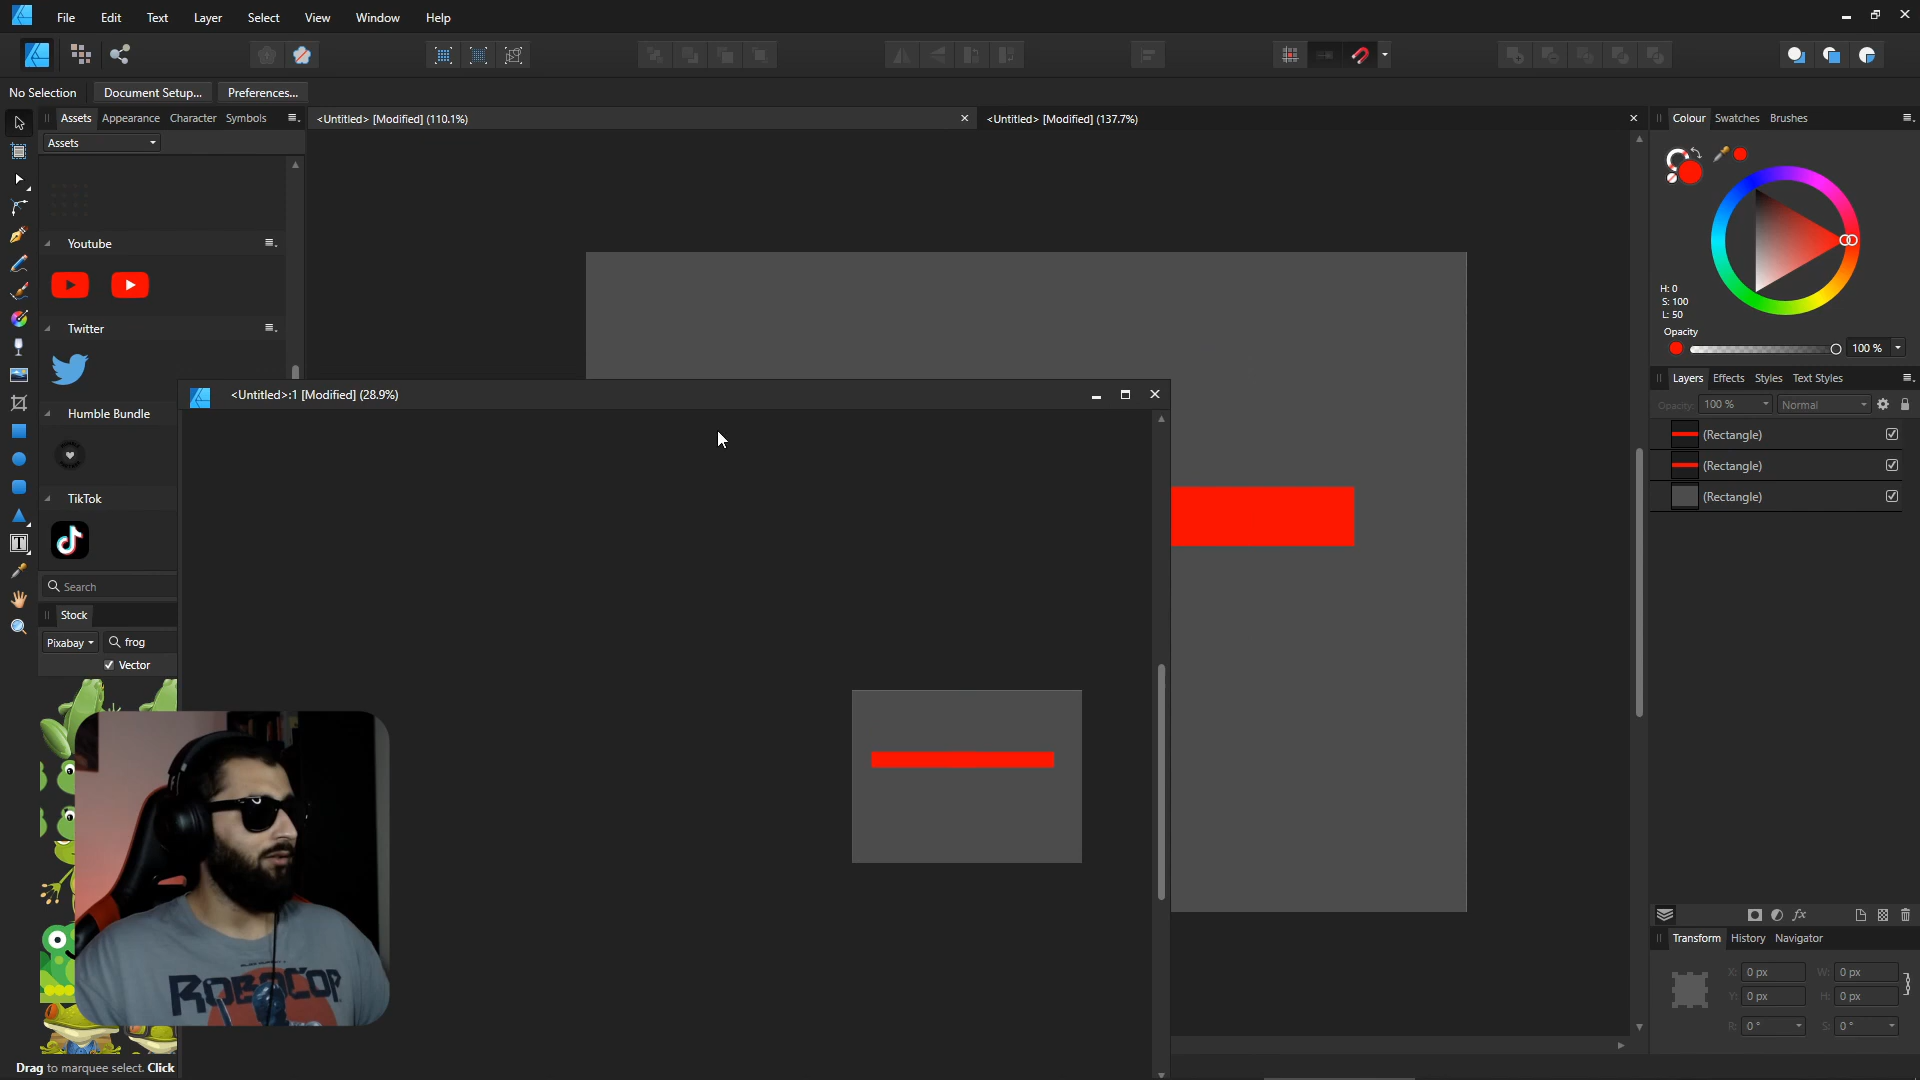 File Edit Text Layer Select View Window Help
No Selection Document Setup... Preferences...
Assets Appearance Character Symbols
<Untitled> [Modified] (110.1%)
<Untitled> [Modified] (137.7%)
Colour Swatches Brushes
Assets
H: 0
S: 100
L: 50
Opacity
100 %
Youtube
Twitter
Humble Bundle
TikTok
Search
Stock
Pixabay frog
Vector
<Untitled>:1 [Modified] (28.9%)
Layers Effects Styles Text Styles
Opacity: 100 % Normal
(Rectangle)
(Rectangle)
(Rectangle)
fx
Transform History Navigator
X: 0 px W: 0 px
Y: 0 px H: 0 px
R: 0 ° S: 0 °
ROBOCOP
Drag to marquee select. Click